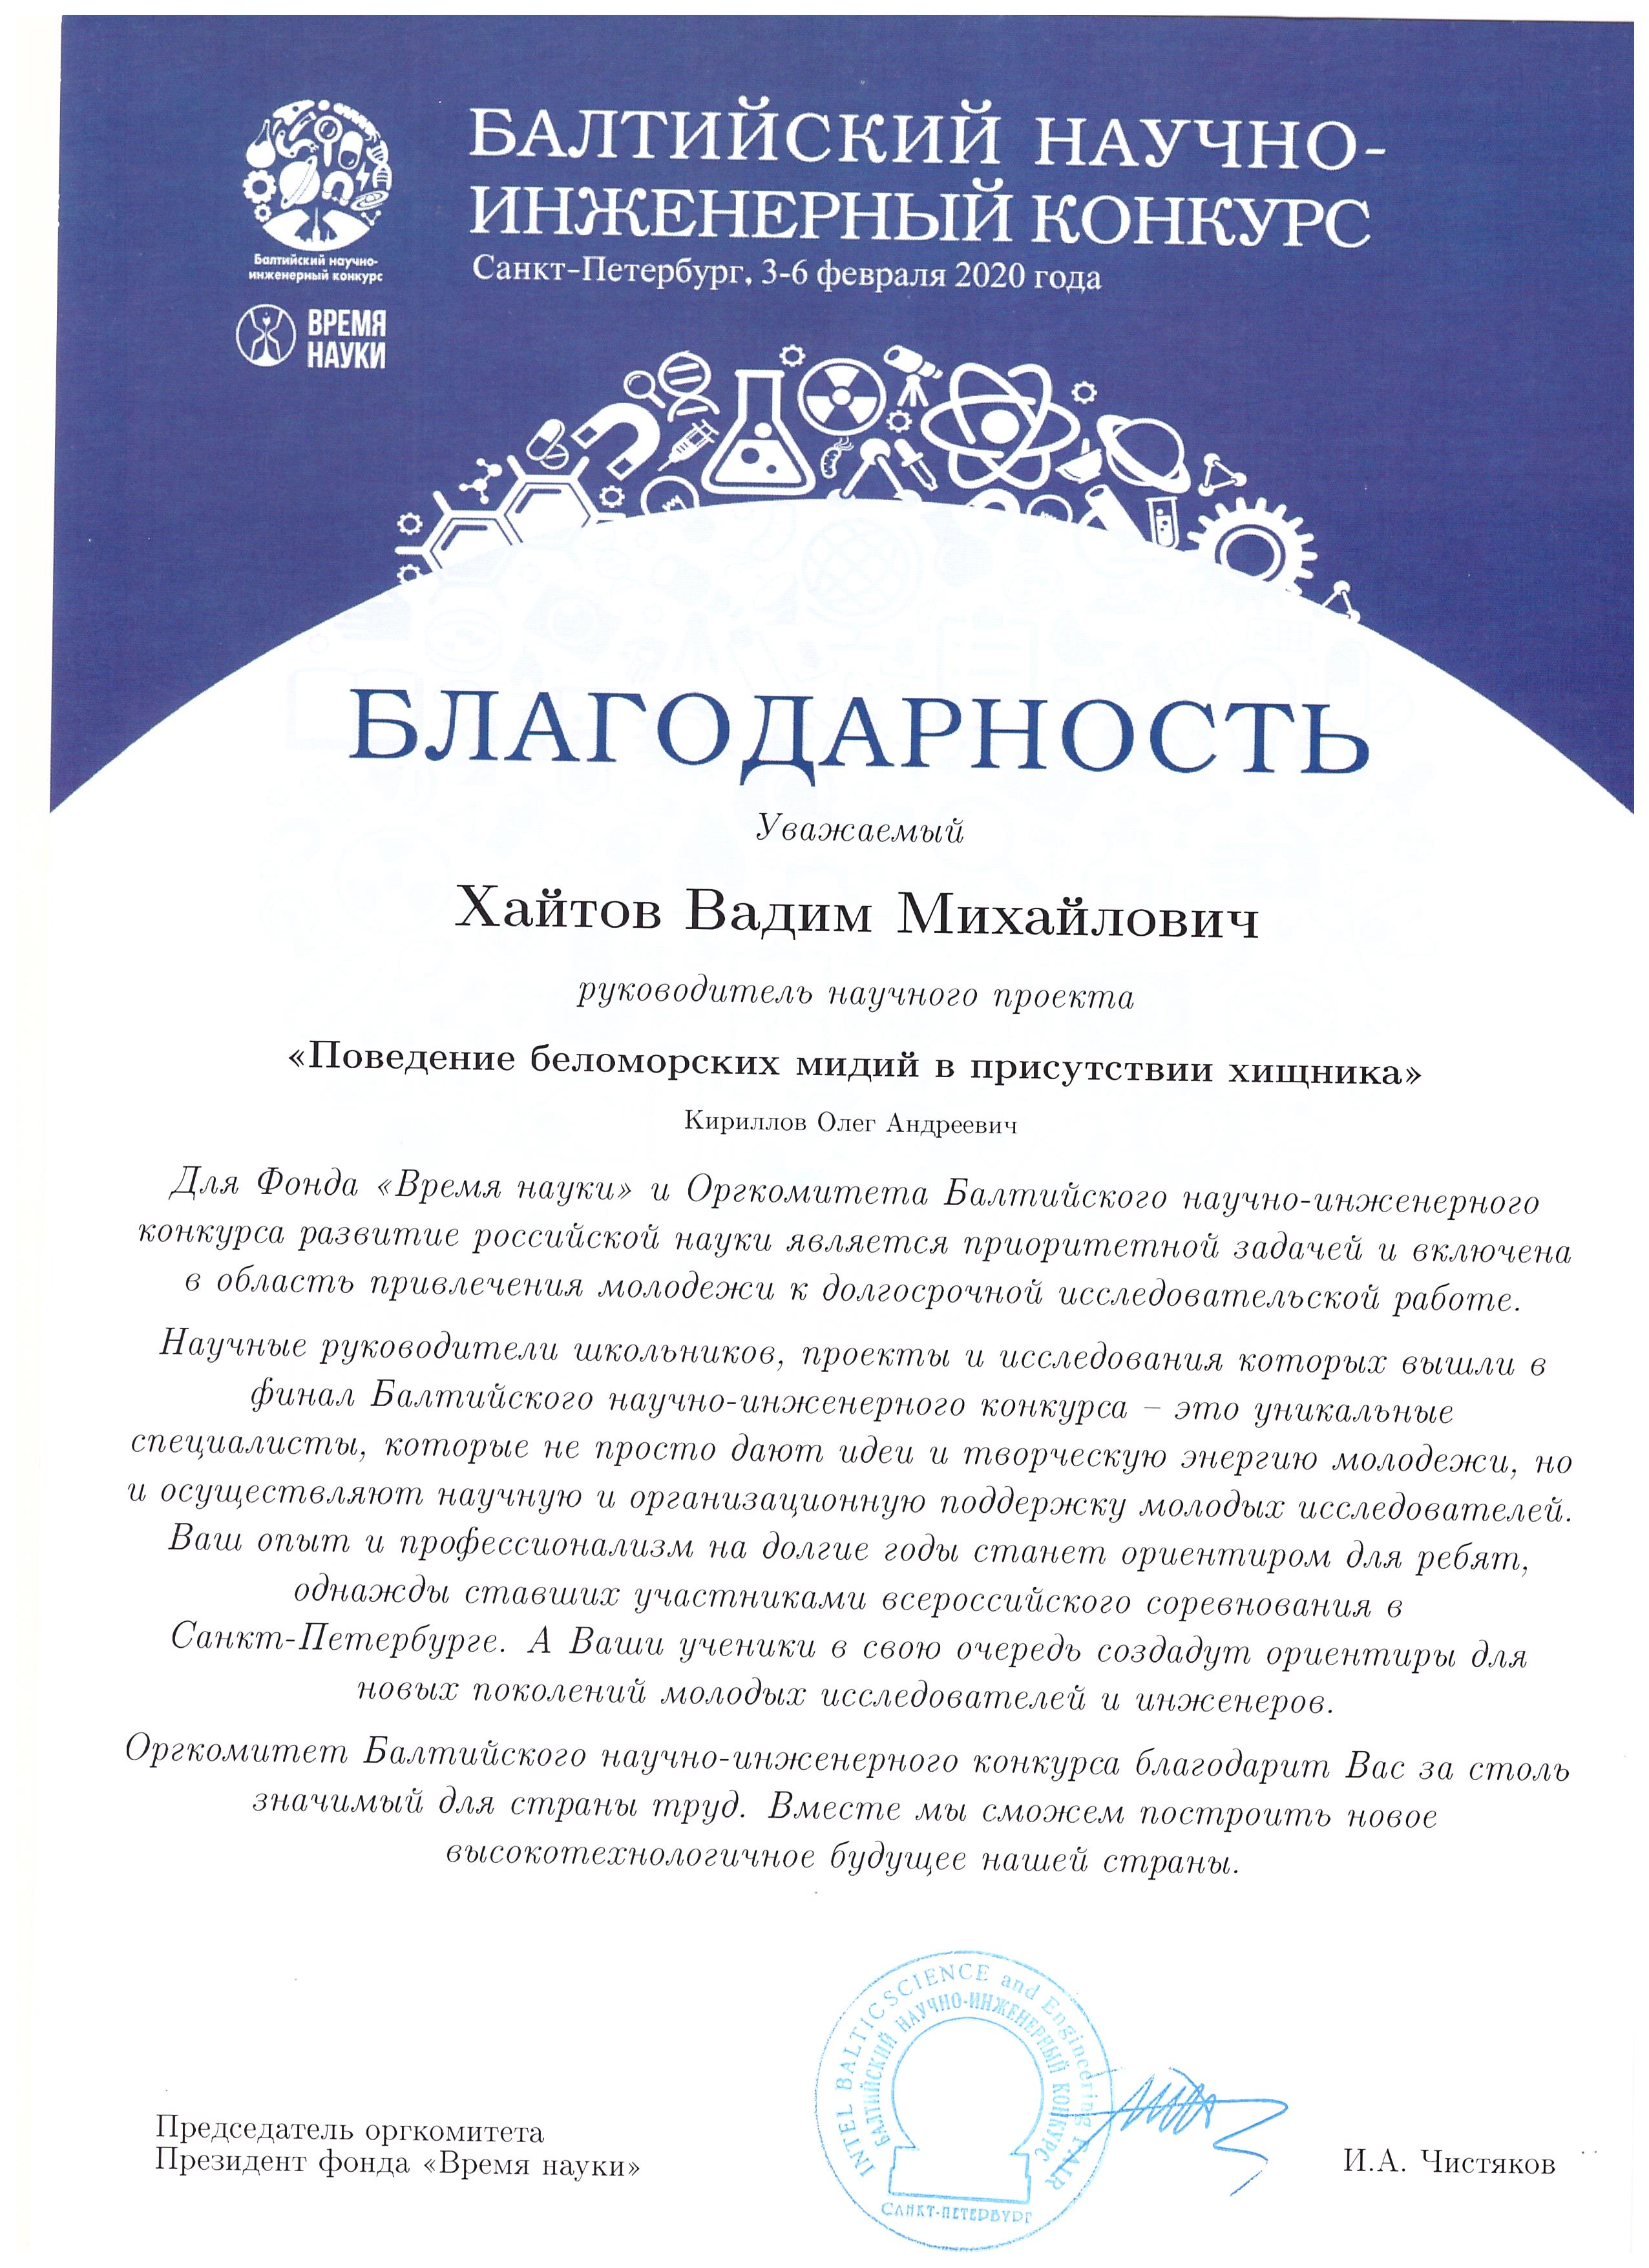 БАЛТИЙСКИЙ НАУЧНО-
ИНЖЕНЕРНЫЙ КОНКУРС
Санкт-Петербург, 3-6 февраля 2020 года
Балтийский научно-
инженерный конкурс
ВРЕМЯ
НАУКИ
БЛАГОДАРНОСТЬ
Уважаемый
Хайтов Вадим Михайлович
руководитель научного проекта
«Поведение беломорских мидий в присутствии хищника»
Кириллов Олег Андреевич
Для Фонда «Время науки» и Оргкомитета Балтийского научно-инженерного
конкурса развитие российской науки является приоритетной задачей и включена
в область привлечения молодежи к долгосрочной исследовательской работе.
Научные руководители школьников, проекты и исследования которых вышли в
финал Балтийского научно-инженерного конкурса – это уникальные
специалисты, которые не просто дают идеи и творческую энергию молодежи, но
и осуществляют научную и организационную поддержку молодых исследователей.
Ваш опыт и профессионализм на долгие годы станет ориентиром для ребят,
однажды ставших участниками всероссийского соревнования в
Санкт-Петербурге. А Ваши ученики в свою очередь создадут ориентиры для
новых поколений молодых исследователей и инженеров.
Оргкомитет Балтийского научно-инженерного конкурса благодарит Вас за столь
значимый для страны труд. Вместе мы сможем построить новое
высокотехнологичное будущее нашей страны.
INTEL BALTIC SCIENCE and Engineering FAIR
БАЛТИЙСКИЙ НАУЧНО-ИНЖЕНЕРНЫЙ КОНКУРС
САНКТ-ПЕТЕРБУРГ
Председатель оргкомитета
Президент фонда «Время науки»
И.А. Чистяков